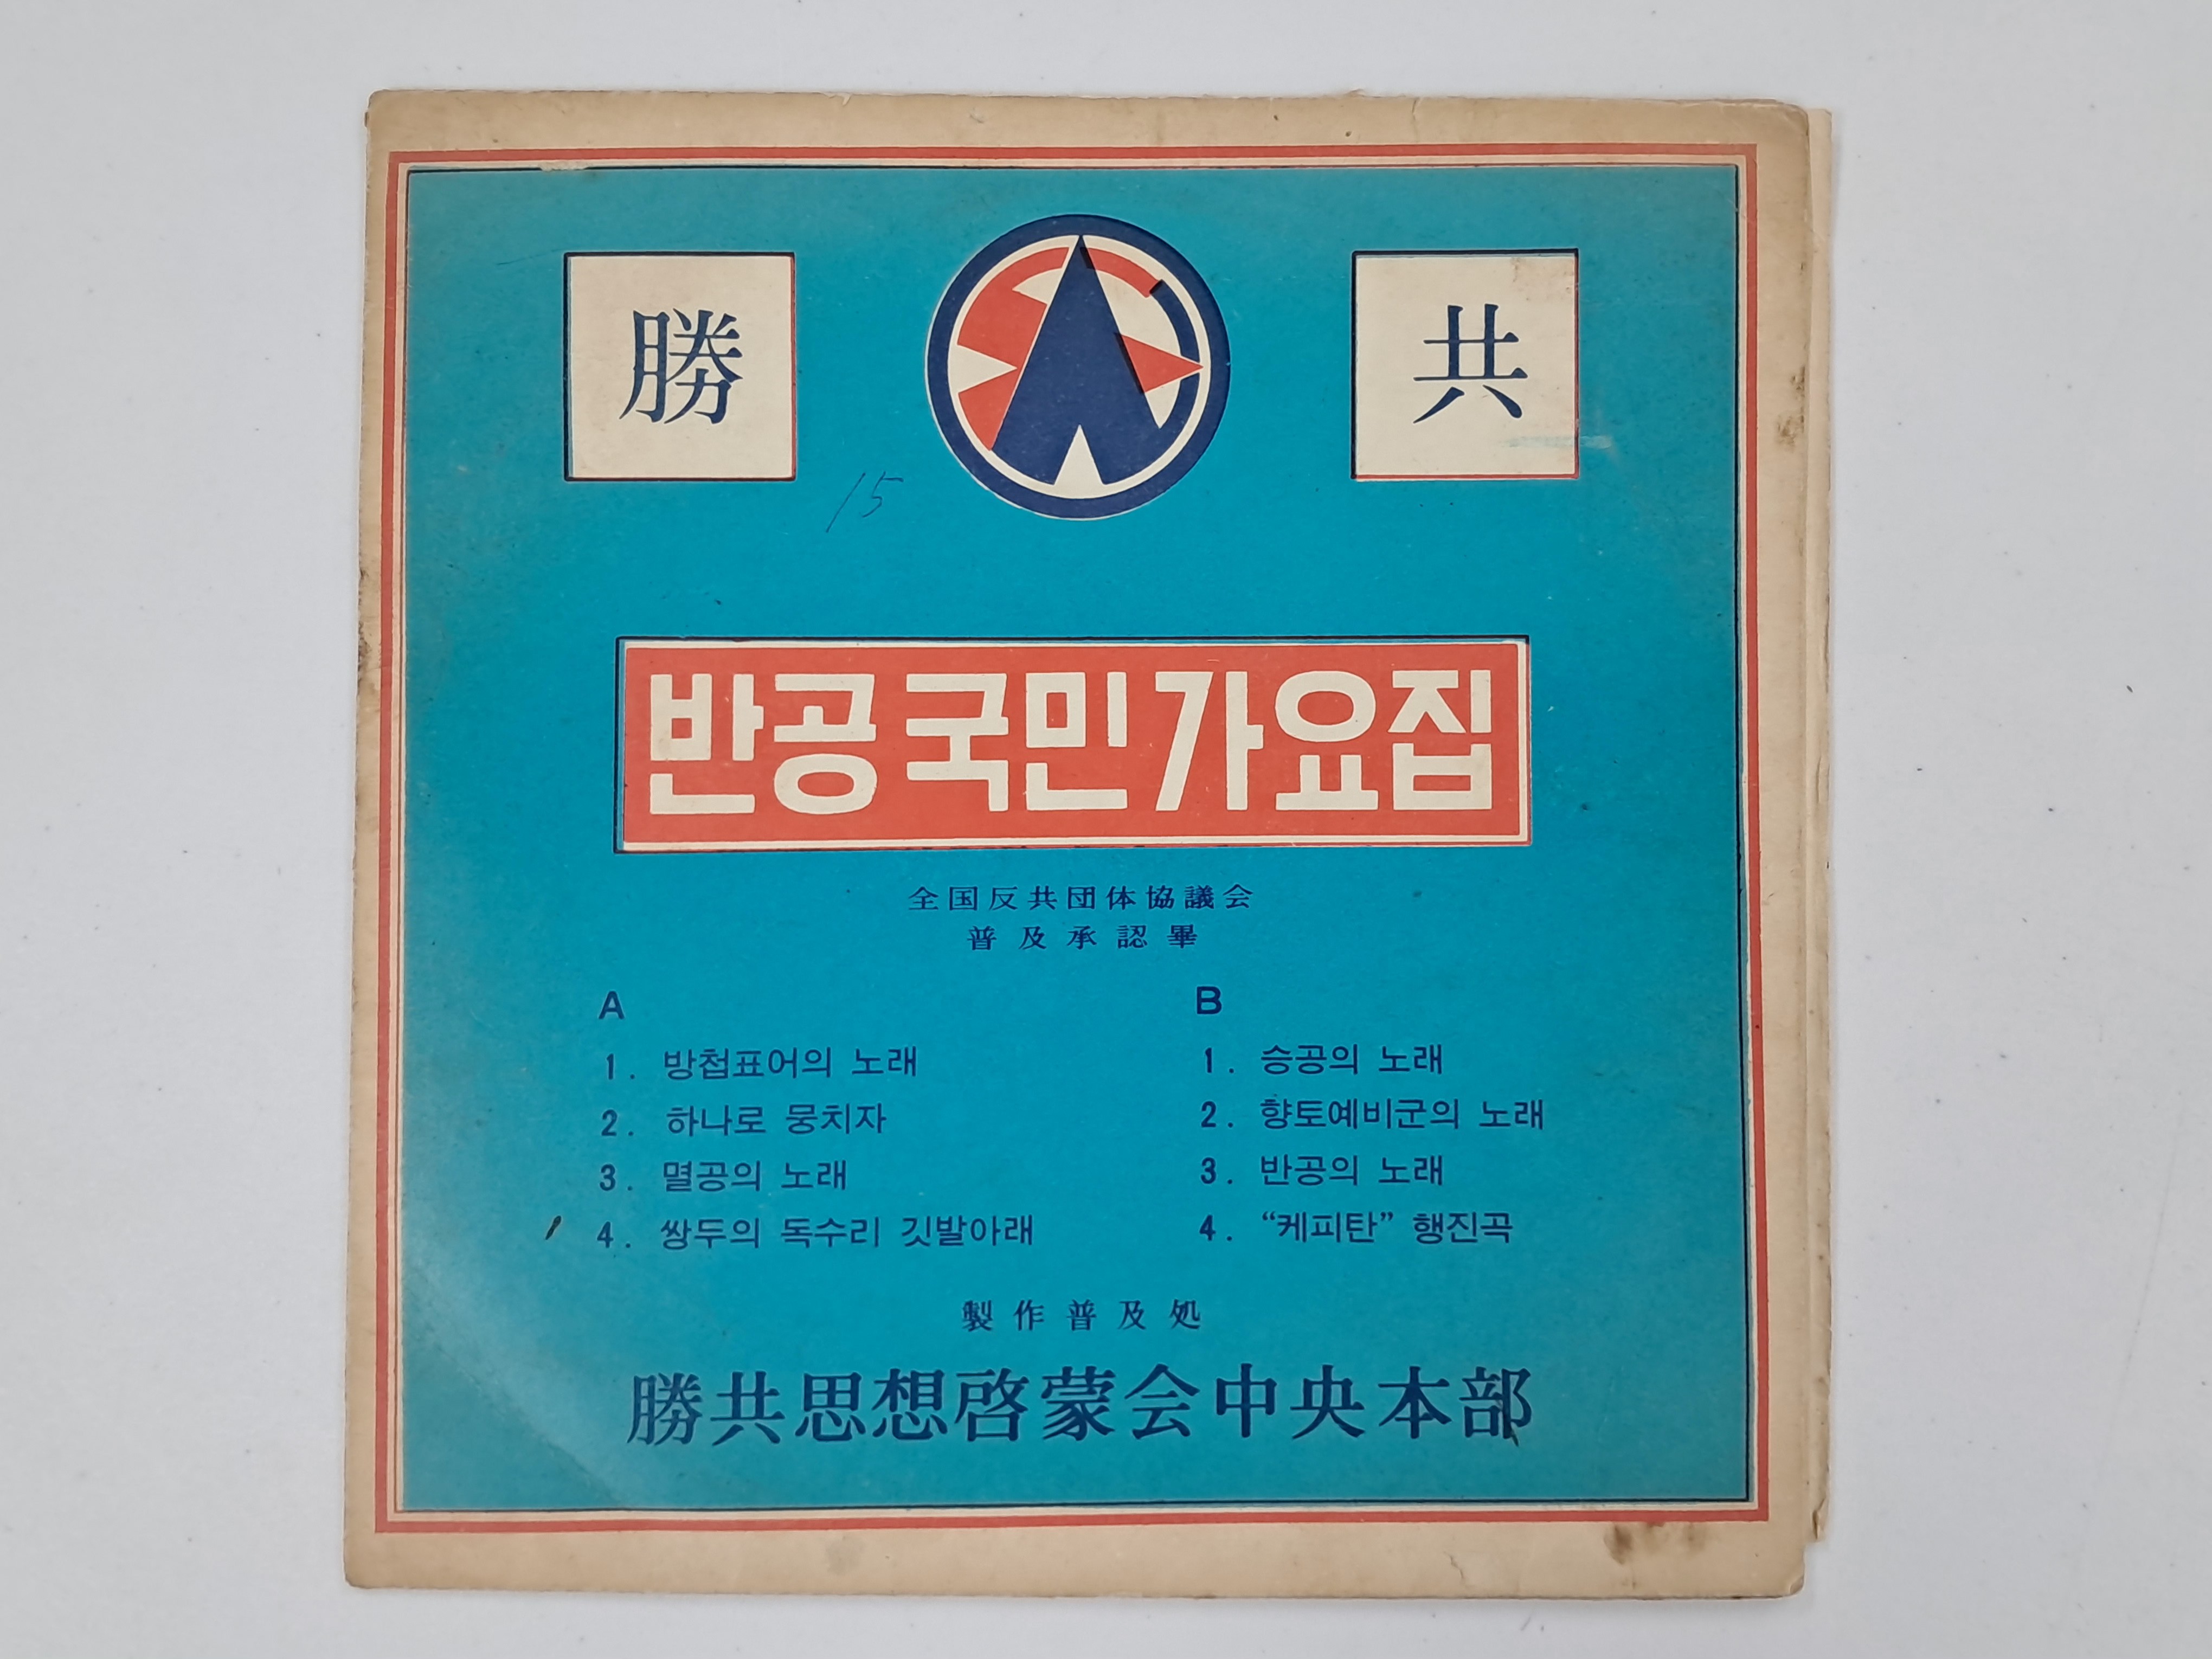 勝 共
15
반공국민가요집
全国反共団体協議会
普及承認畢
A
1. 방첩표어의 노래
2. 하나로 뭉치자
3. 멸공의 노래
4. 쌍두의 독수리 깃발아래
B
1. 승공의 노래
2. 향토예비군의 노래
3. 반공의 노래
4. “케피탄” 행진곡
製作普及処
勝共思想啓蒙会中央本部